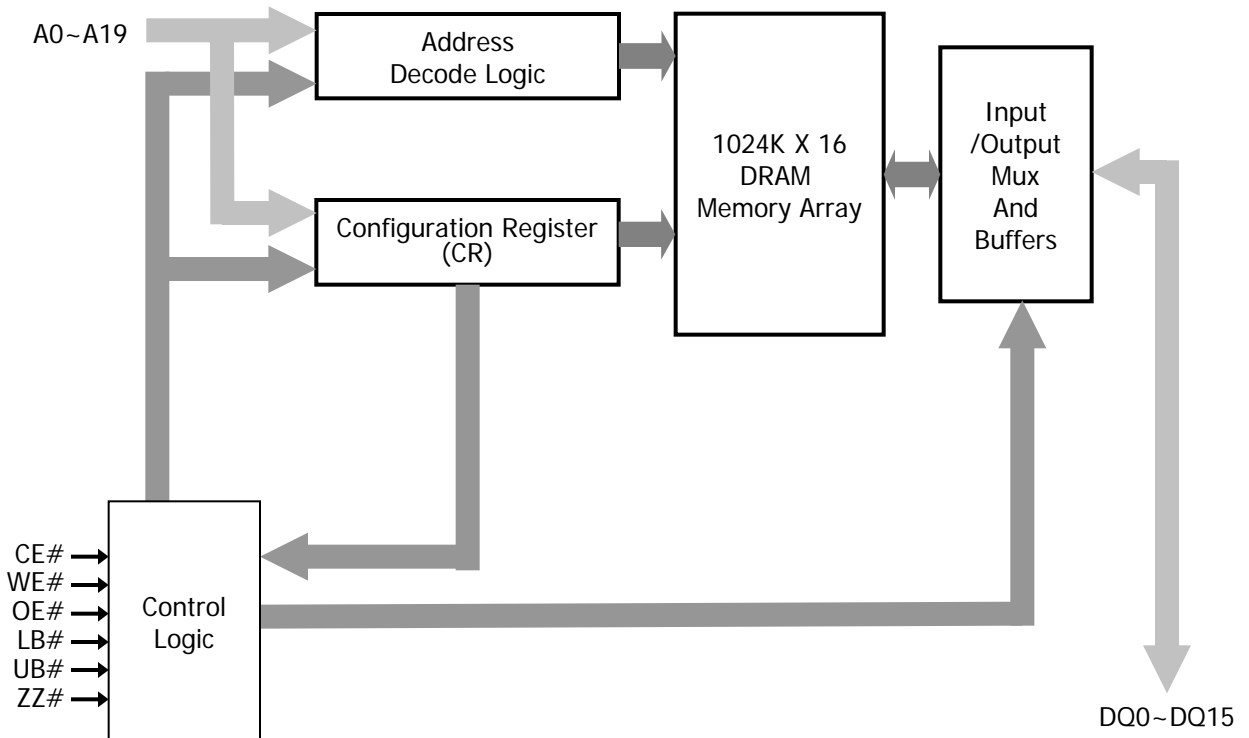 A0~A19
Address
Decode Logic
1024K X 16
DRAM
Memory Array
Input
/Output
Mux
And
Buffers
Configuration Register
(CR)
CE#
WE#
OE#
LB#
UB#
ZZ#
Control
Logic
DQ0~DQ15